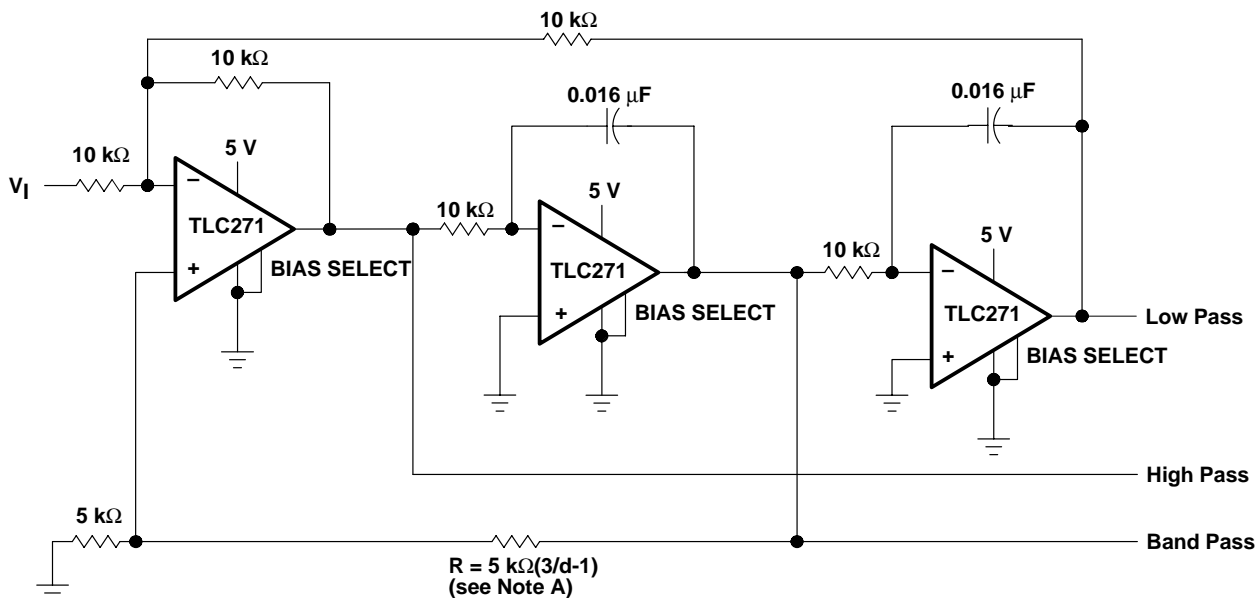 10 kΩ
10 kΩ
0.016 µF
0.016 µF
10 kΩ
5 V
VI
−
TLC271
+
BIAS SELECT
10 kΩ
5 V
−
TLC271
+
BIAS SELECT
10 kΩ
5 V
−
TLC271
+
BIAS SELECT
Low Pass
High Pass
5 kΩ
Band Pass
R = 5 kΩ(3/d-1)
(see Note A)